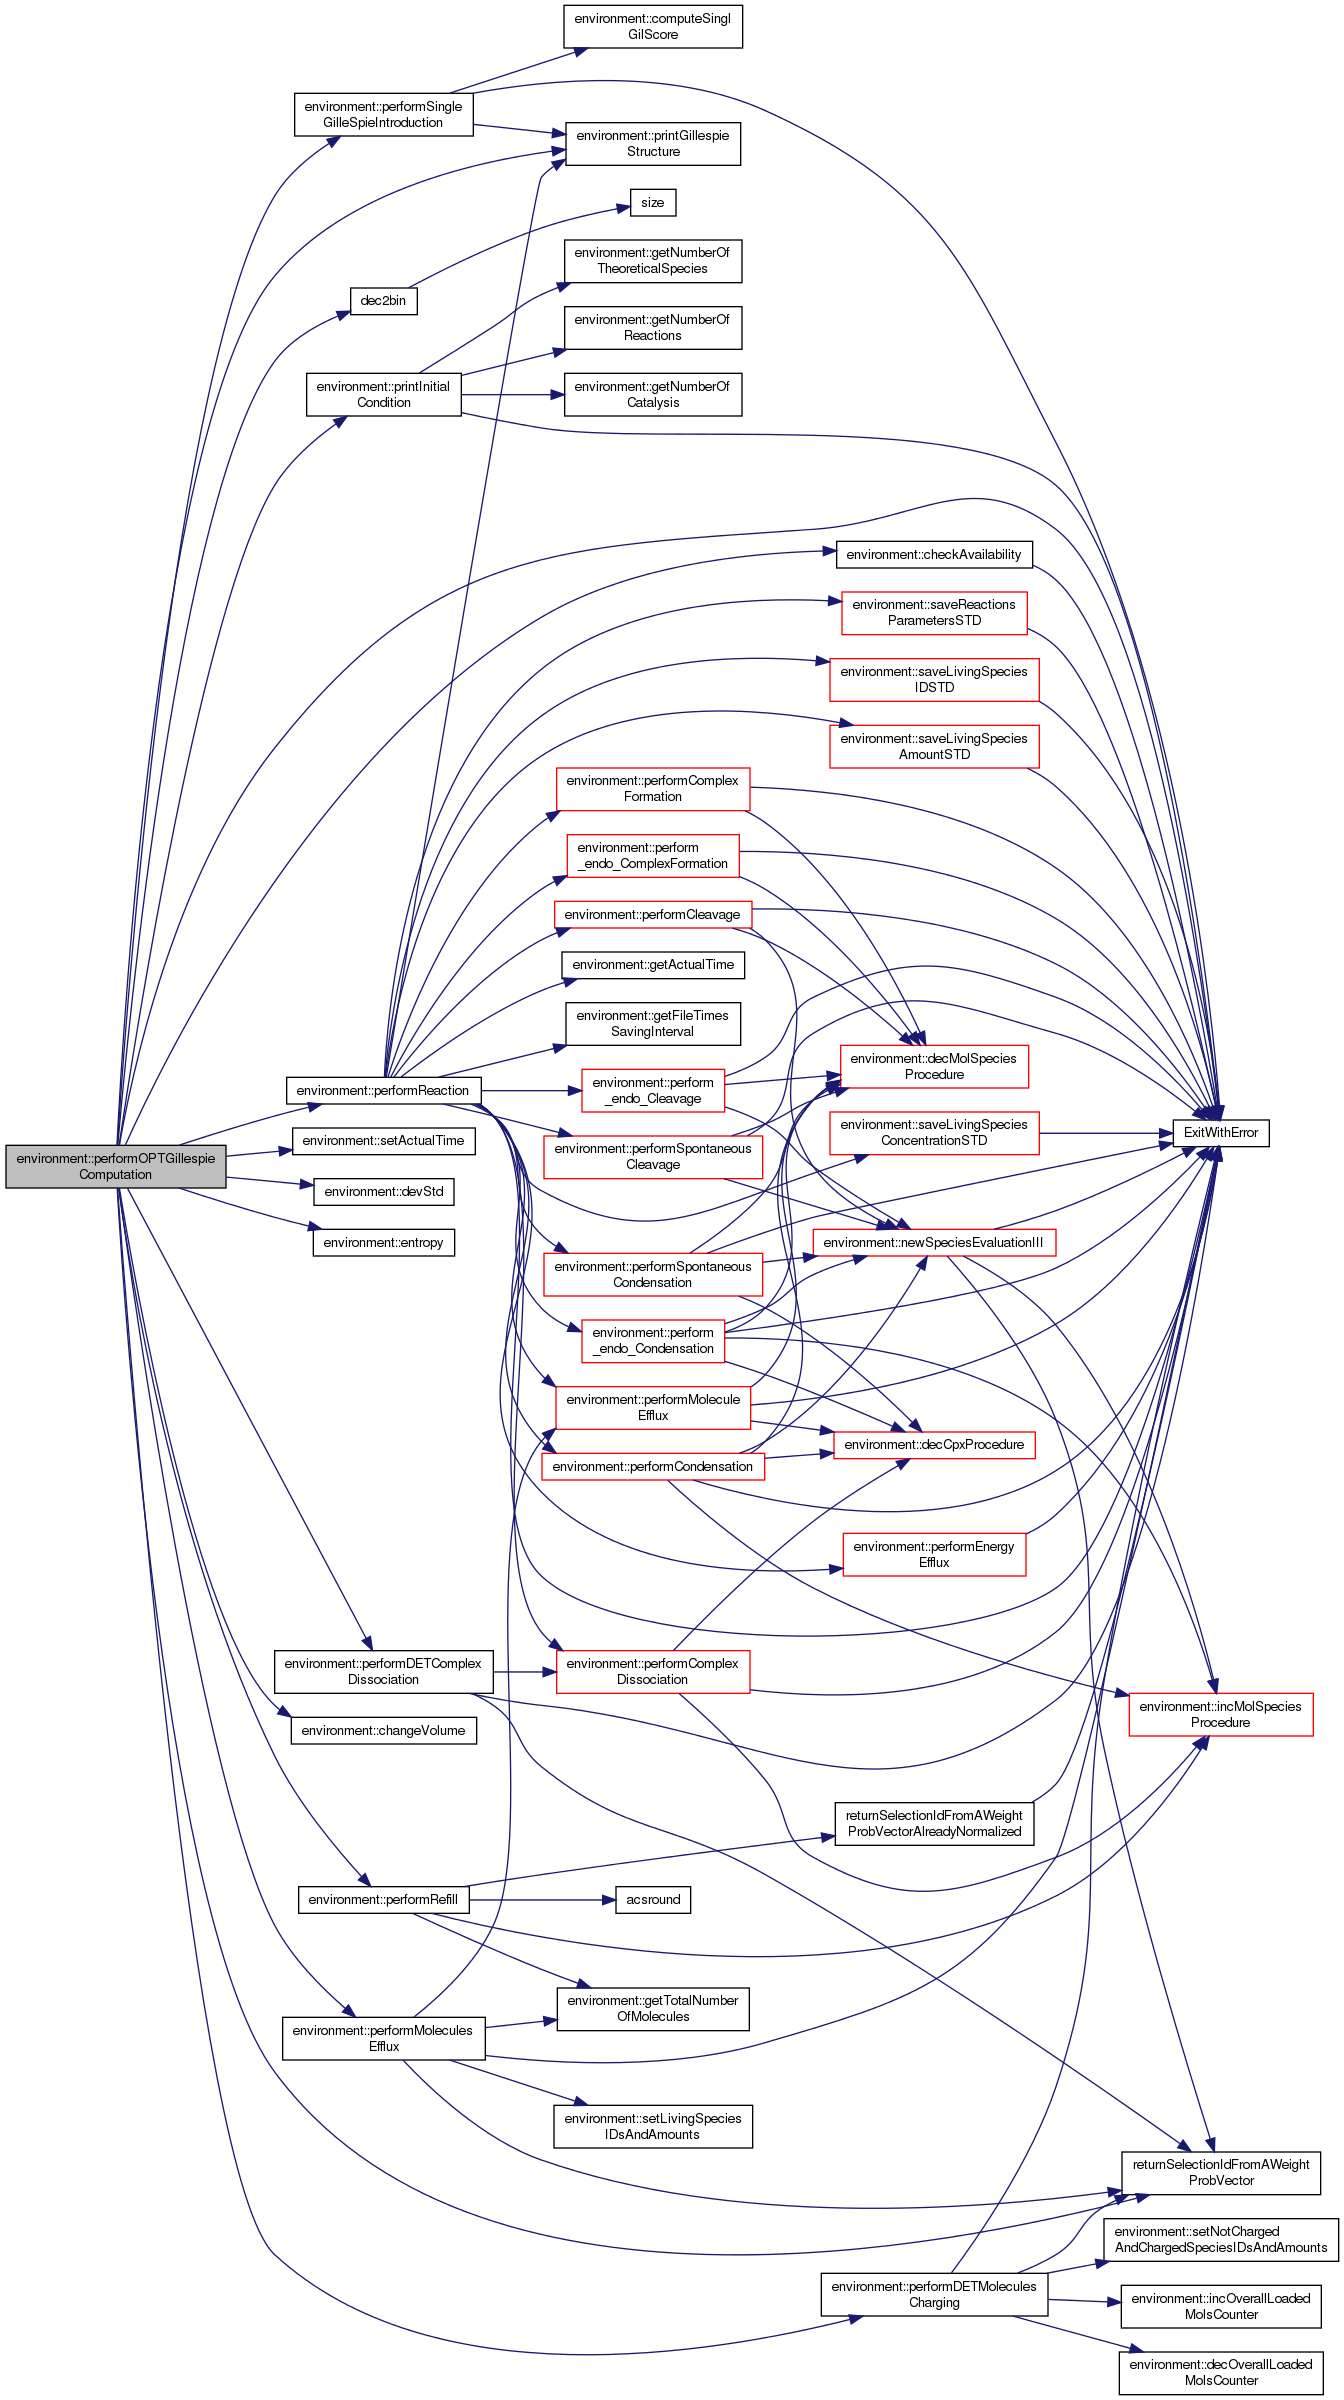 environment::computeSingl
GilScore
environment::performSingle
GilleSpieIntroduction
environment::printGillespie
Structure
size
environment::getNumberOf
TheoreticalSpecies
dec2bin
environment::getNumberOf
Reactions
environment::printInitial
Condition
environment::getNumberOf
Catalysis
environment::checkAvailability
environment::saveReactions
ParametersSTD
environment::saveLivingSpecies
IDSTD
environment::saveLivingSpecies
AmountSTD
environment::performComplex
Formation
environment::perform
_endo_ComplexFormation
environment::performCleavage
environment::getActualTime
environment::getFileTimes
SavingInterval
environment::decMolSpecies
Procedure
environment::performReaction
environment::perform
_endo_Cleavage
environment::saveLivingSpecies
ConcentrationSTD
ExitWithError
environment::setActualTime
environment::performSpontaneous
Cleavage
environment::performOPTGillespie
Computation
environment::devStd
environment::entropy
environment::newSpeciesEvaluationIII
environment::performSpontaneous
Condensation
environment::perform
_endo_Condensation
environment::performMolecule
Efflux
environment::decCpxProcedure
environment::performCondensation
environment::performEnergy
Efflux
environment::performDETComplex
Dissociation
environment::performComplex
Dissociation
environment::incMolSpecies
Procedure
environment::changeVolume
returnSelectionIdFromAWeight
ProbVectorAlreadyNormalized
environment::performRefill
acsround
environment::getTotalNumber
OfMolecules
environment::performMolecules
Efflux
environment::setLivingSpecies
IDsAndAmounts
returnSelectionIdFromAWeight
ProbVector
environment::setNotCharged
AndChargedSpeciesIDsAndAmounts
environment::performDETMolecules
Charging
environment::incOverallLoaded
MolsCounter
environment::decOverallLoaded
MolsCounter